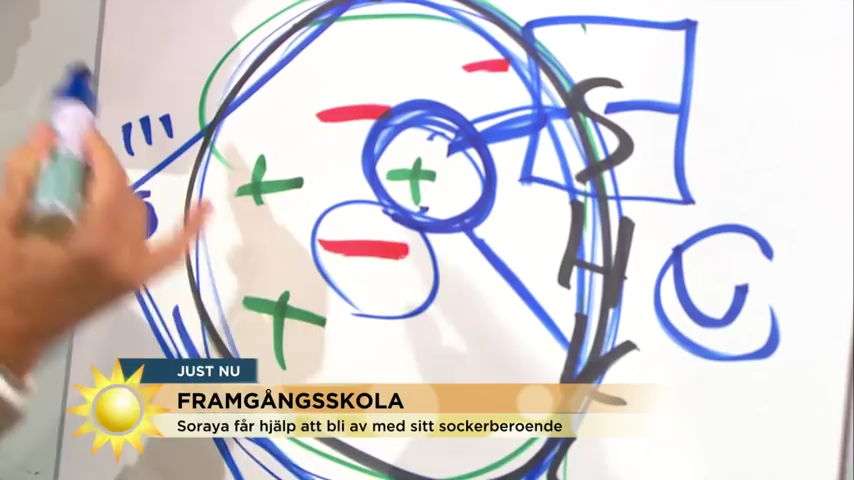 S
H
K
JUST NU
FRAMGÅNGSSKOLA
Soraya får hjälp att bli av med sitt sockerberoende